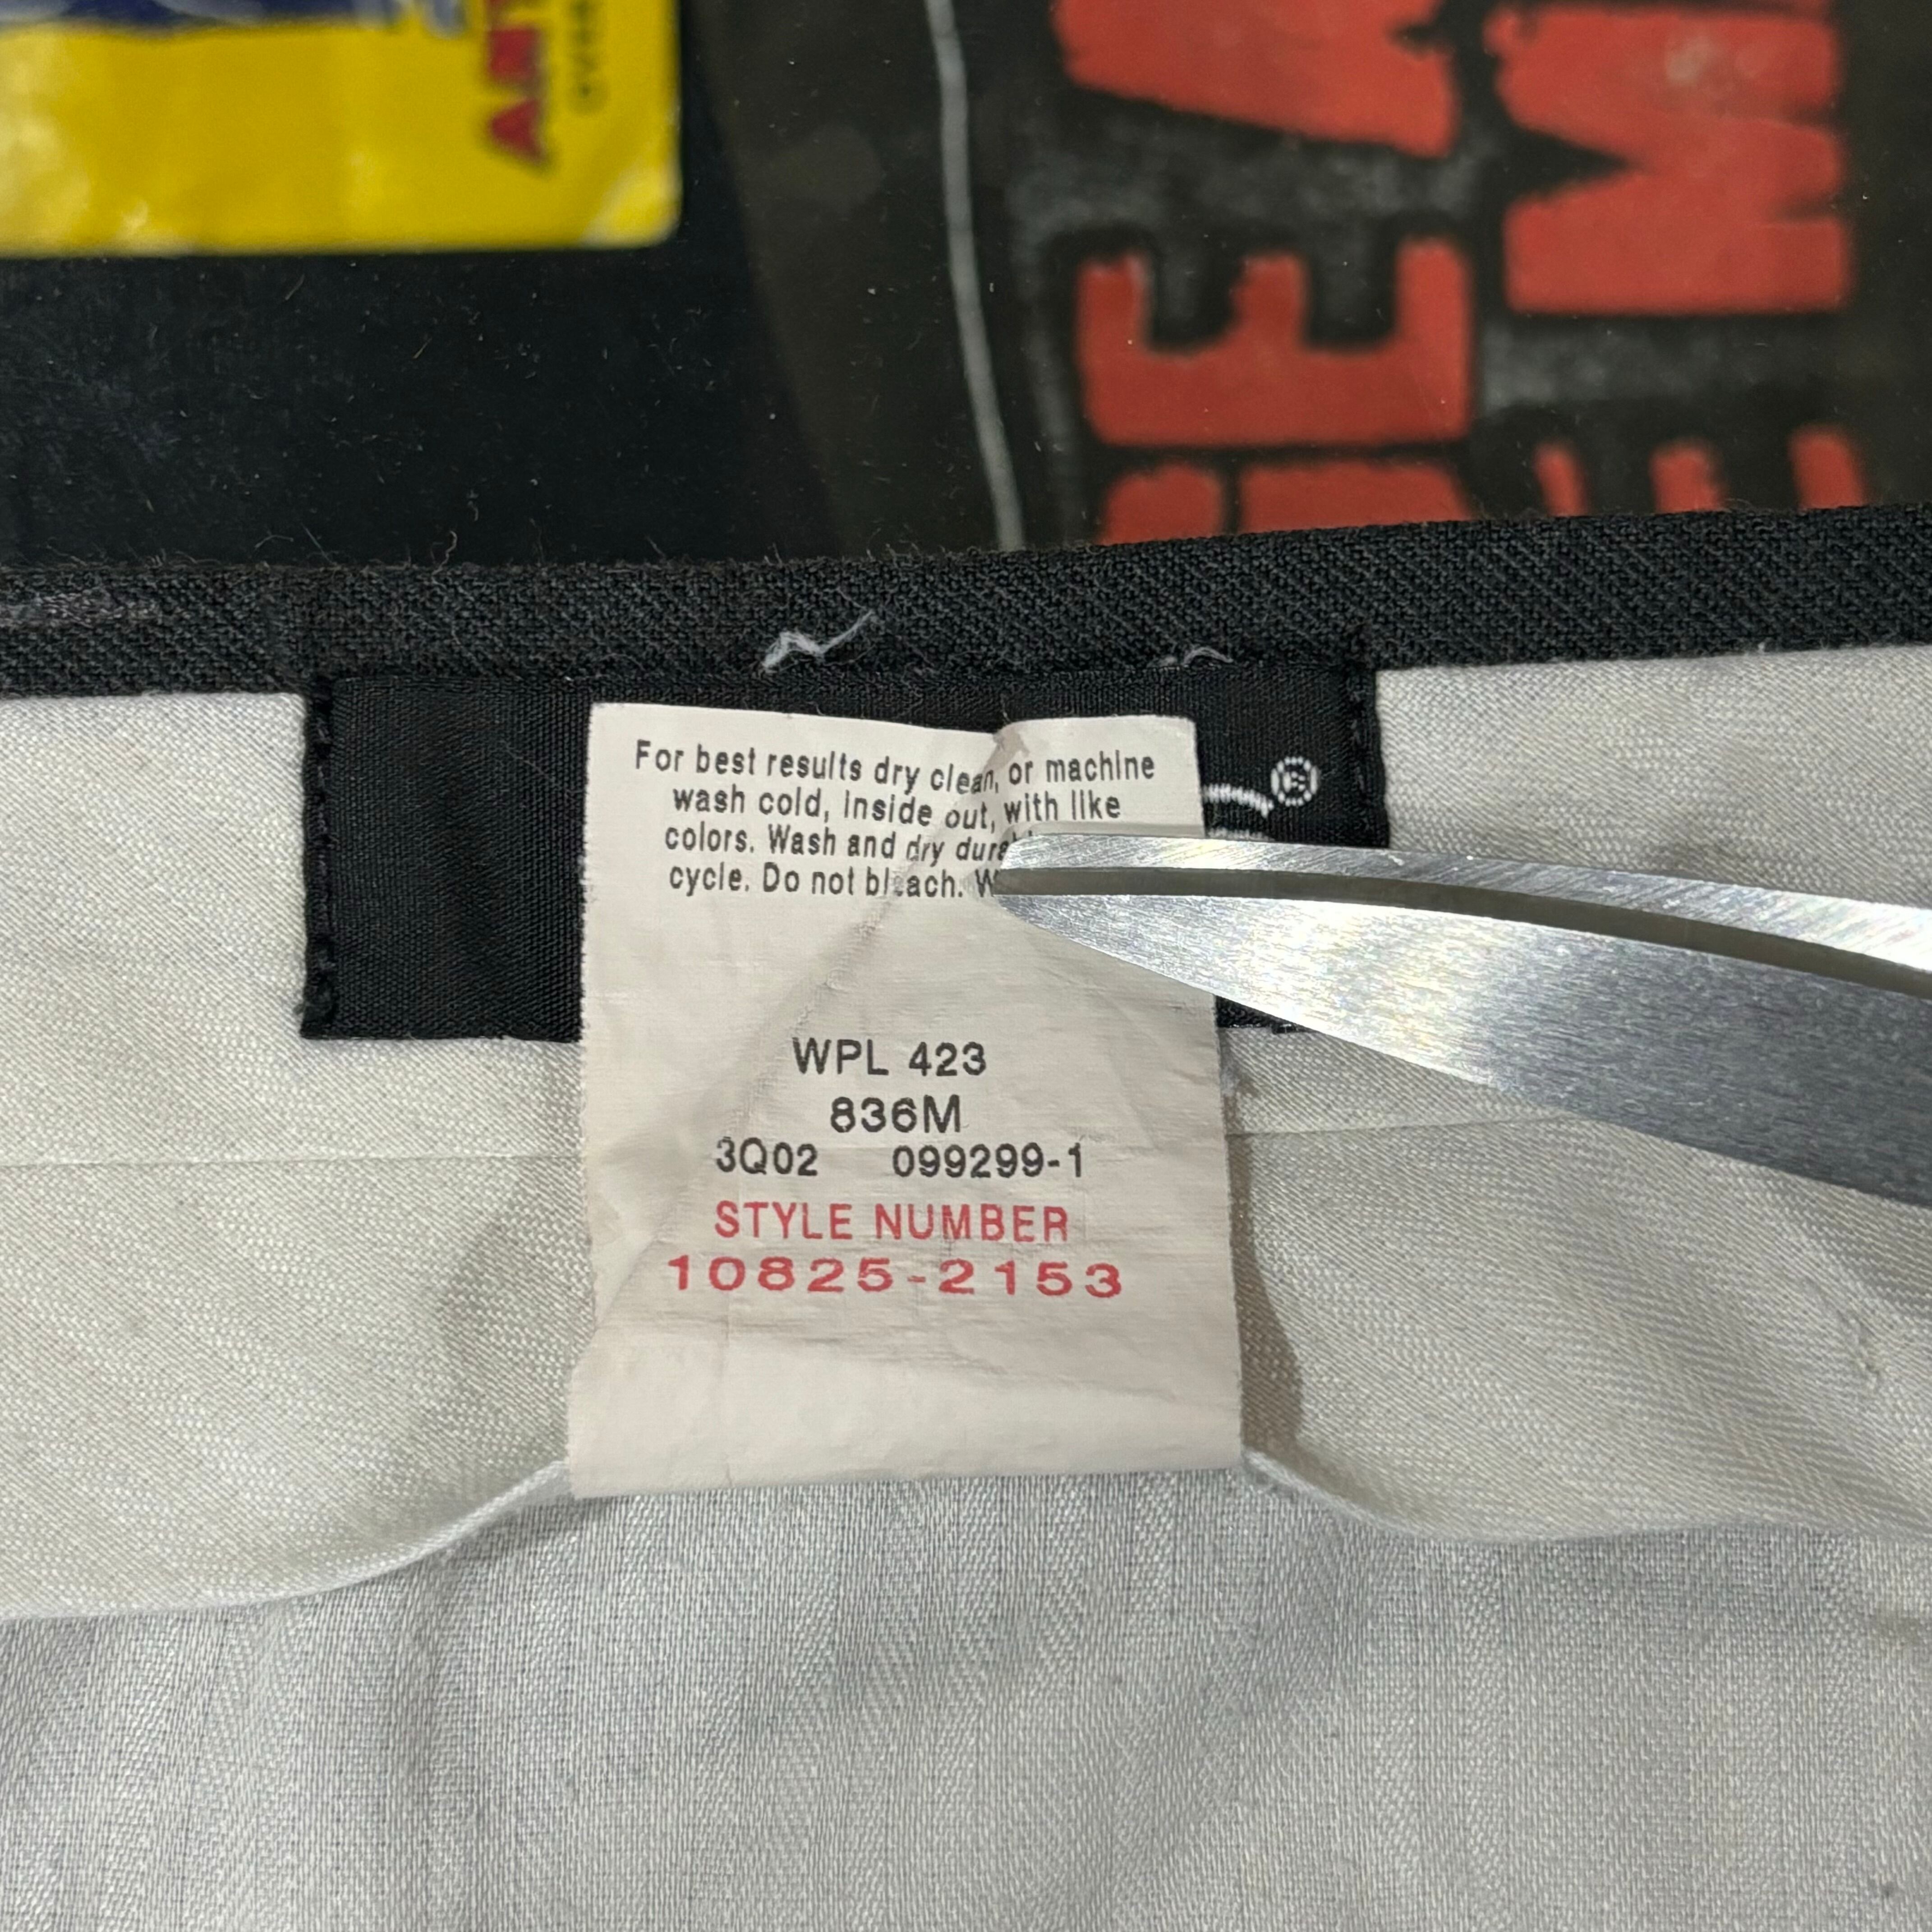 For best results dry clean, or machine
wash cold, inside out, with like
colors. Wash and dry
cycle. Do not bleach.
WPL 423
836M
3Q02 099299-1
STYLE NUMBER
10825-2153
®